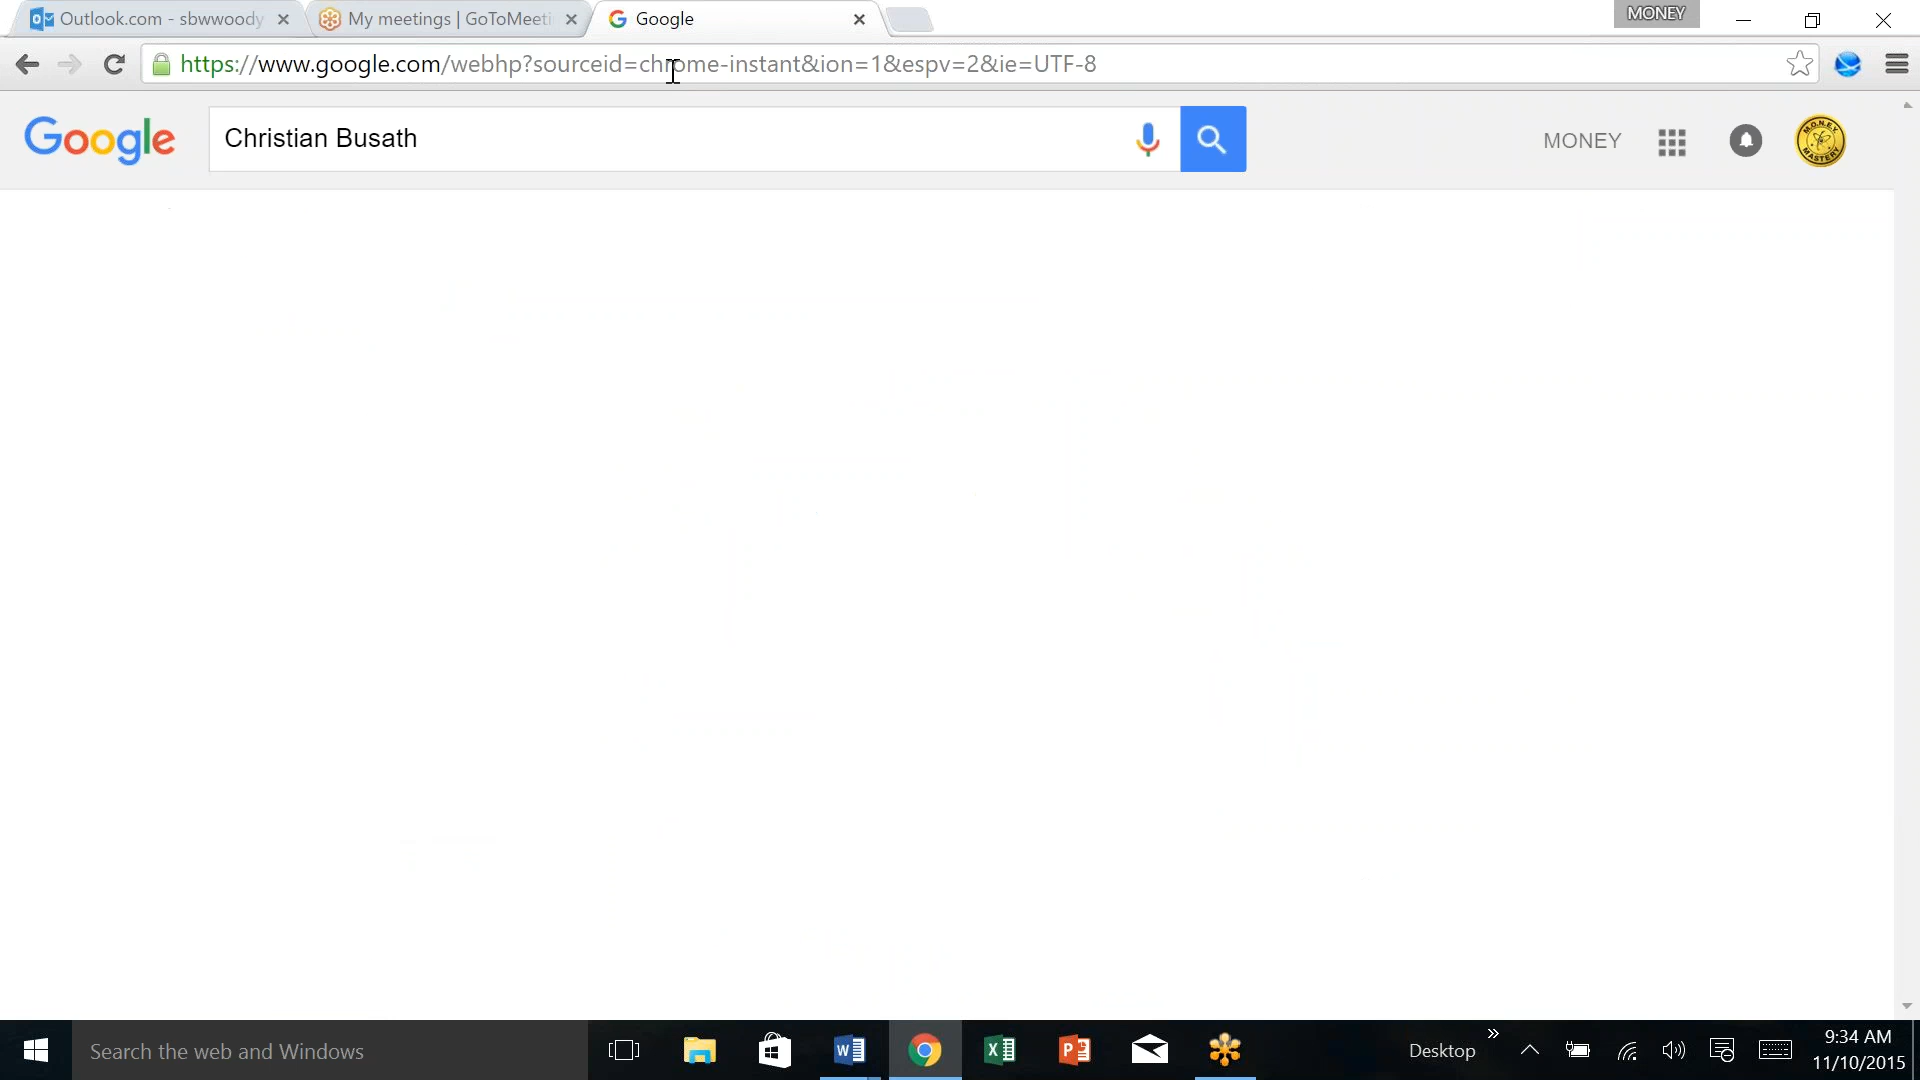 Outlook.com - sbwwoody
My meetings | GoToMeeti
Google
MONEY
https://www.google.com/webhp?sourceid=chrome-instant&ion=1&espv=2&ie=UTF-8
Google
Christian Busath
MONEY
M.O.N.E.Y.
MASTERY
Search the web and Windows
Desktop
9:34 AM
11/10/2015